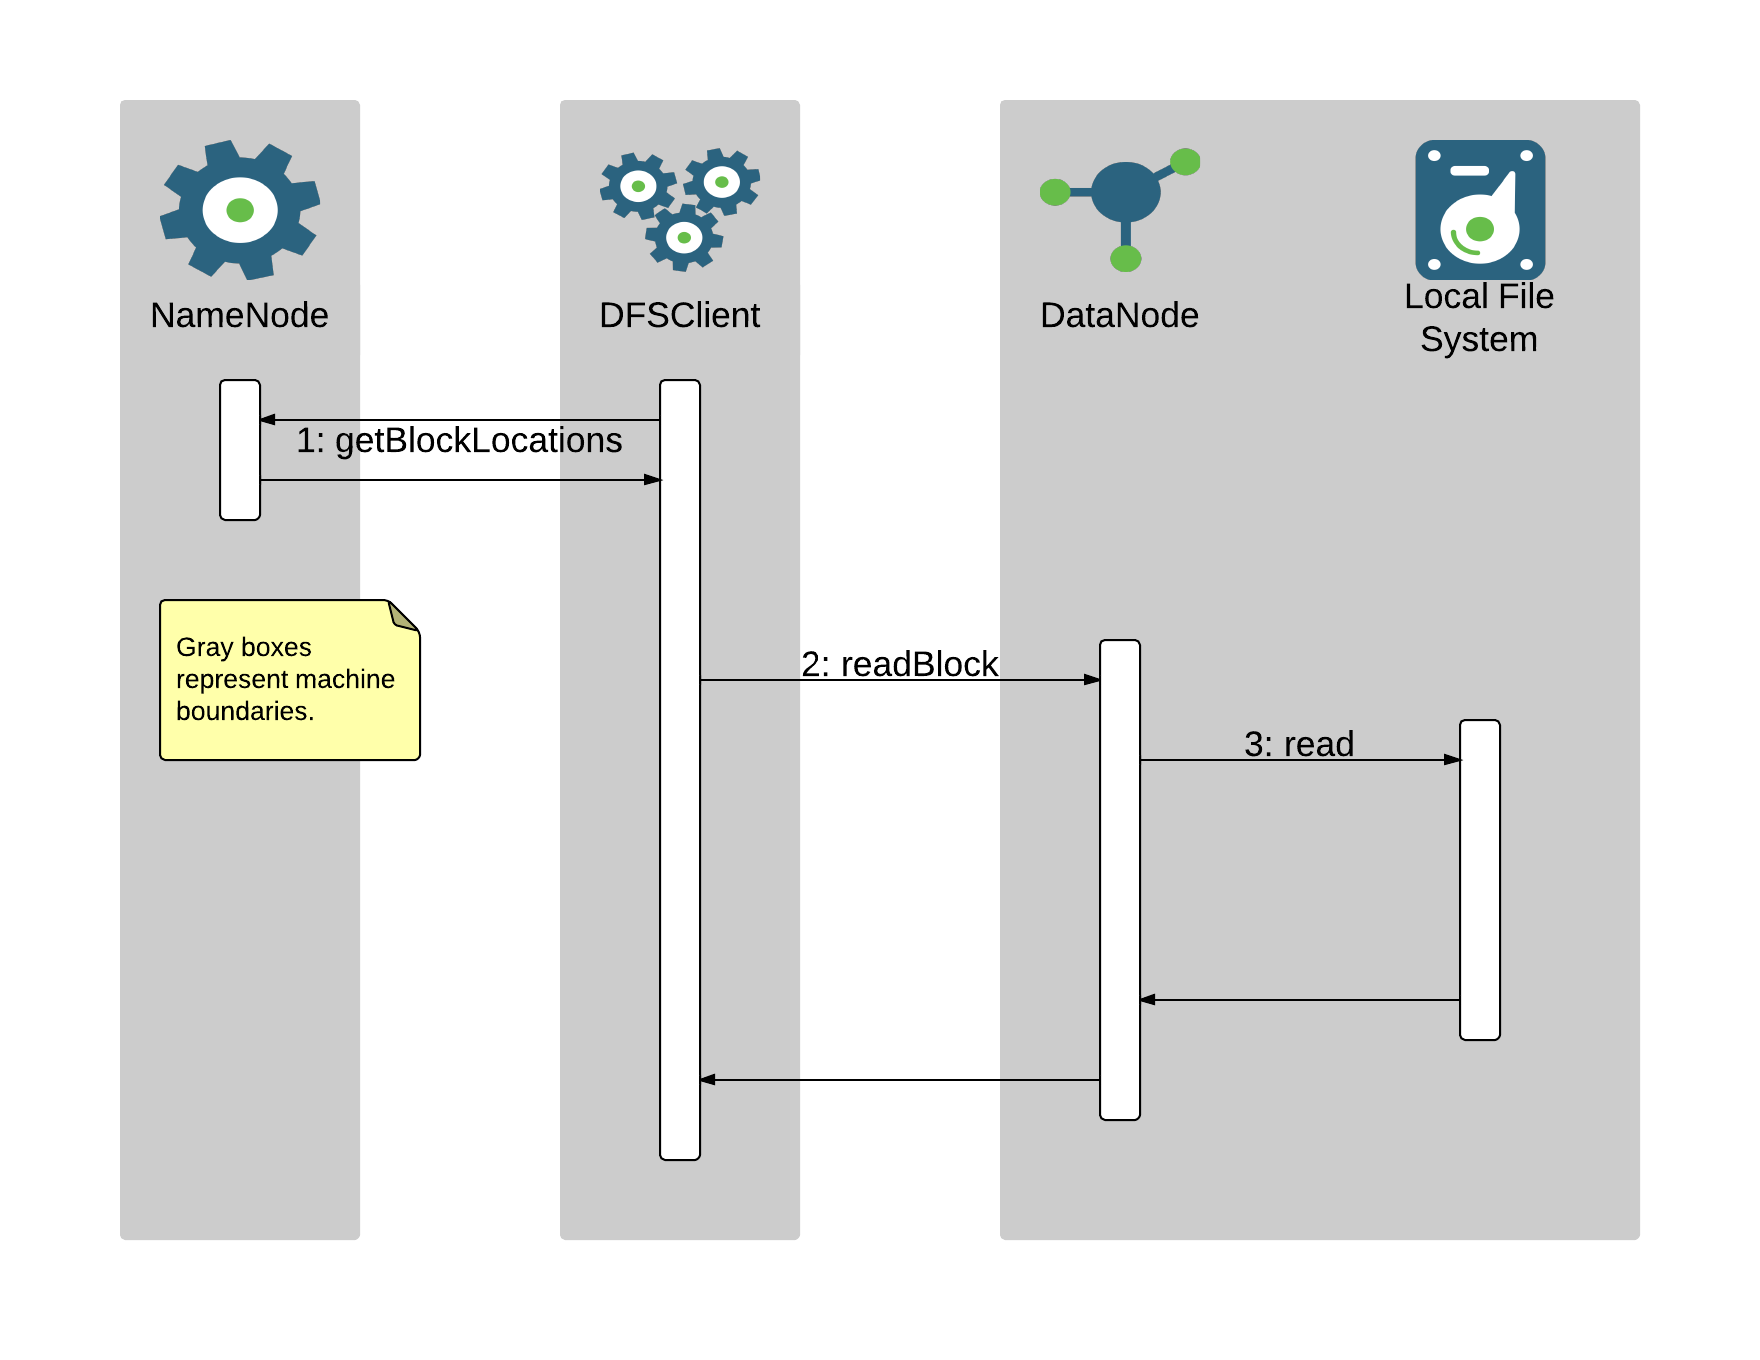 NameNode
DFSClient
DataNode
Local File
System
1: getBlockLocations
Gray boxes
represent machine
boundaries.
2: readBlock
3: read